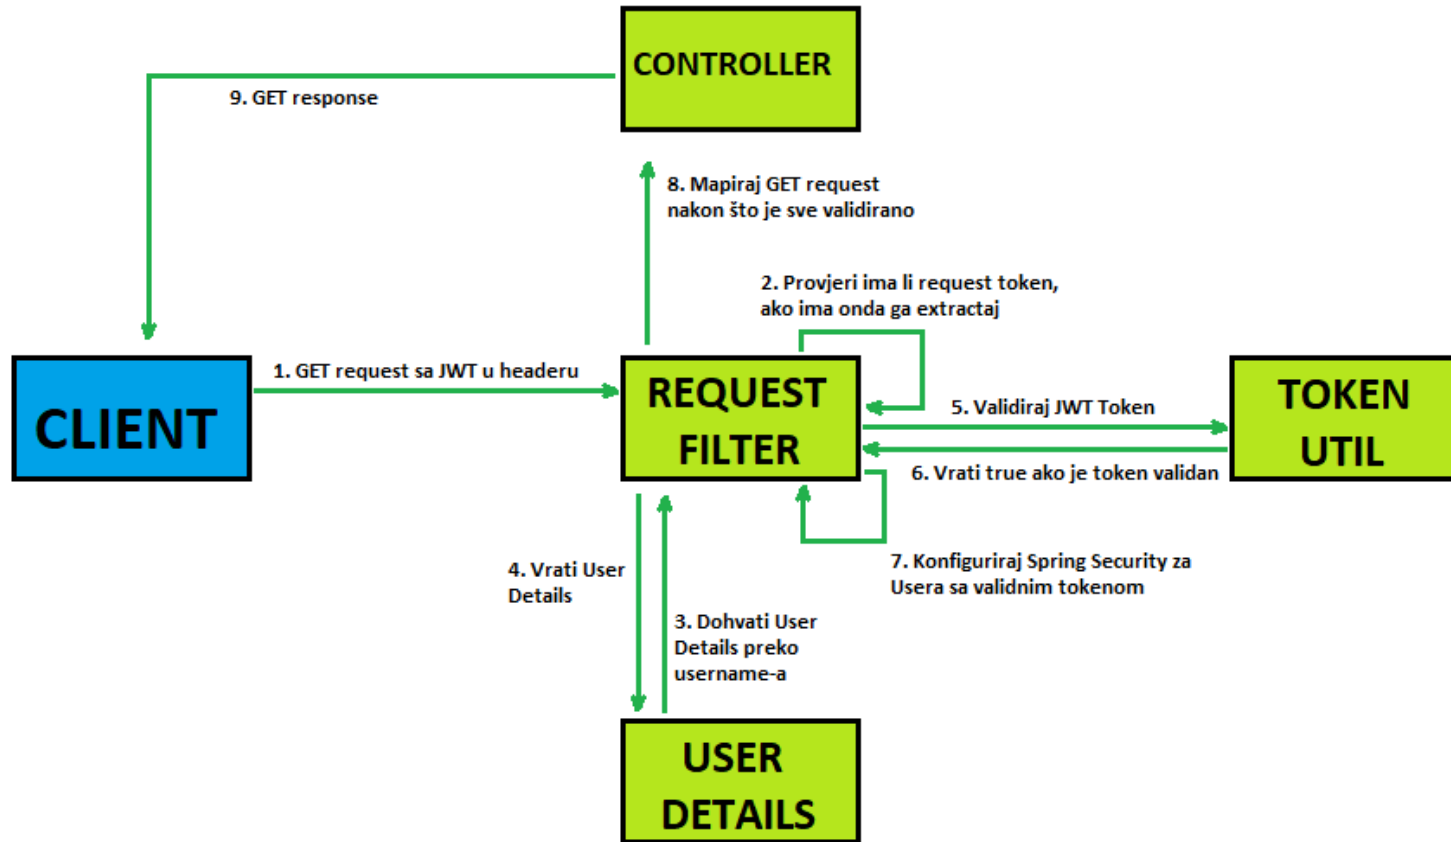 CONTROLLER
9. GET response
8. Mapiraj GET request
nakon što je sve validirano
2. Provjeri ima li request token,
ako ima onda ga extractaj
1. GET request sa JWT u headeru
CLIENT
REQUEST
FILTER
5. Validiraj JWT Token
6. Vrati true ako je token validan
TOKEN
UTIL
7. Konfiguriraj Spring Security za
Usera sa validnim tokenom
4. Vrati User
Details
3. Dohvati User
Details preko
username-a
USER
DETAILS